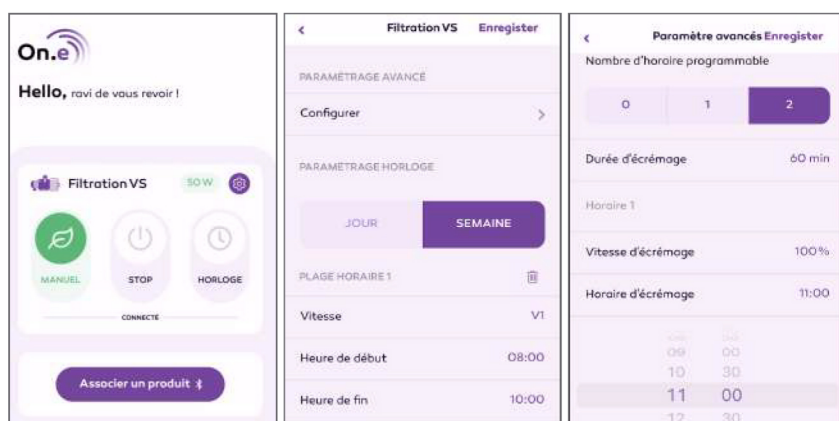 On.e
Hello, ravi de vous revoir !
Filtration VS 50 W
MANUEL STOP HORLOGE
CONNECTÉ
Associer un produit
Filtration VS Enregister
PARAMÉTRAGE AVANCÉ
Configurer
PARAMÉTRAGE HORLOGE
JOUR SEMAINE
PLAGE HORAIRE 1
Vitesse V1
Heure de début 08:00
Heure de fin 10:00
Paramètre avancés Enregister
Nombre d'horaire programmable
0 1 2
Durée d'écrémage 60 min
Horaire 1
Vitesse d'écrémage 100%
Horaire d'écrémage 11:00
09 00
10 30
11 00
12 30